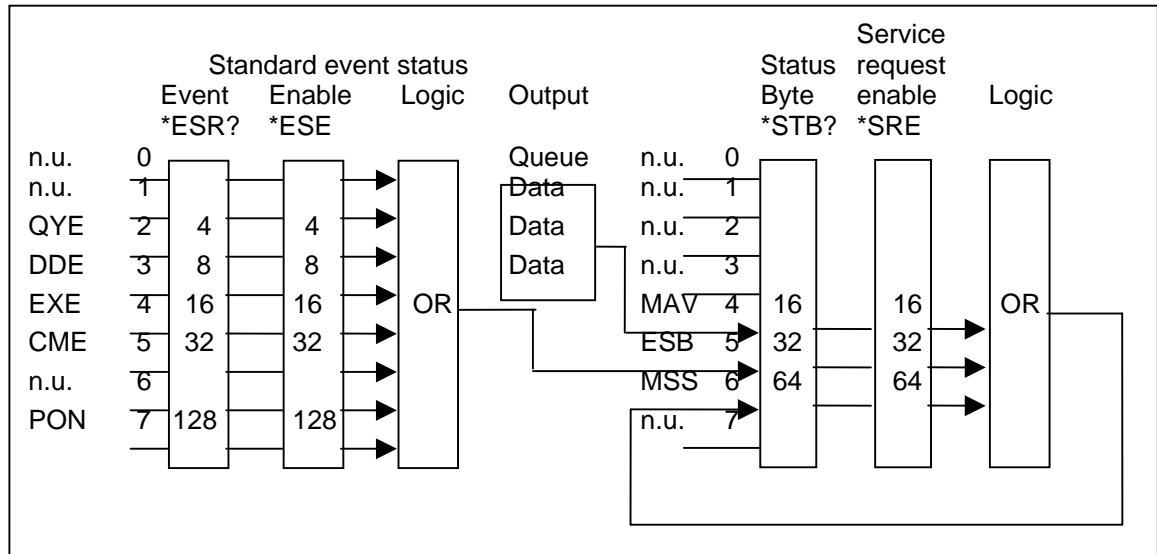 Service
Standard event status Status request
Event Enable Logic Output Byte enable Logic
*ESR? *ESE *STB? *SRE
n.u. 0 Queue n.u. 0
n.u. 1 Data n.u. 1
QYE 2 4 4 Data n.u. 2
DDE 3 8 8 Data n.u. 3
EXE 4 16 16 OR MAV 4 16 16 OR
CME 5 32 32 ESB 5 32 32
n.u. 6 MSS 6 64 64
PON 7 128 128 n.u. 7